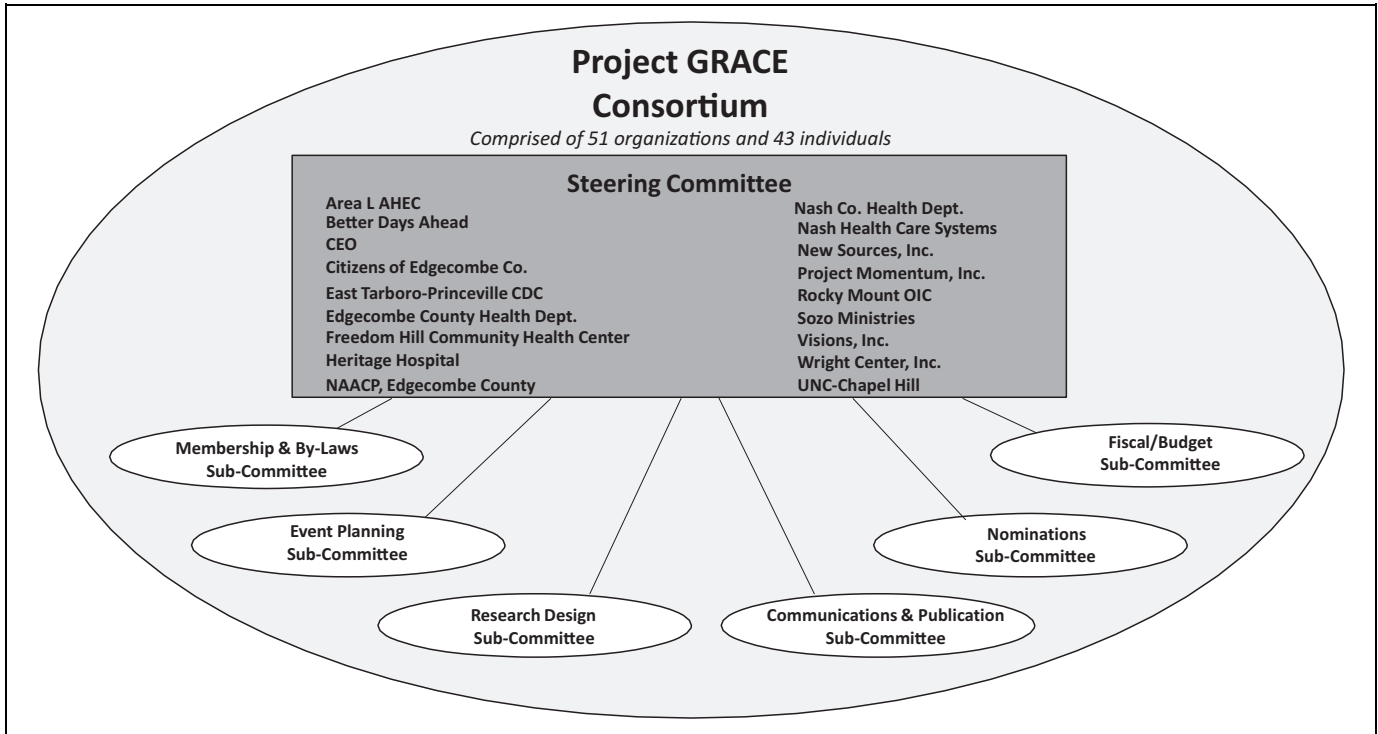 Project GRACE
Consortium
Comprised of 51 organizations and 43 individuals
Steering Committee
Area L AHEC
Better Days Ahead
CEO
Citizens of Edgecombe Co.
East Tarboro-Princeville CDC
Edgecombe County Health Dept.
Freedom Hill Community Health Center
Heritage Hospital
NAACP, Edgecombe County
Nash Co. Health Dept.
Nash Health Care Systems
New Sources, Inc.
Project Momentum, Inc.
Rocky Mount OIC
Sozo Ministries
Visions, Inc.
Wright Center, Inc.
UNC-Chapel Hill
Membership & By-Laws
Sub-Committee
Event Planning
Sub-Committee
Research Design
Sub-Committee
Communications & Publication
Sub-Committee
Nominations
Sub-Committee
Fiscal/Budget
Sub-Committee